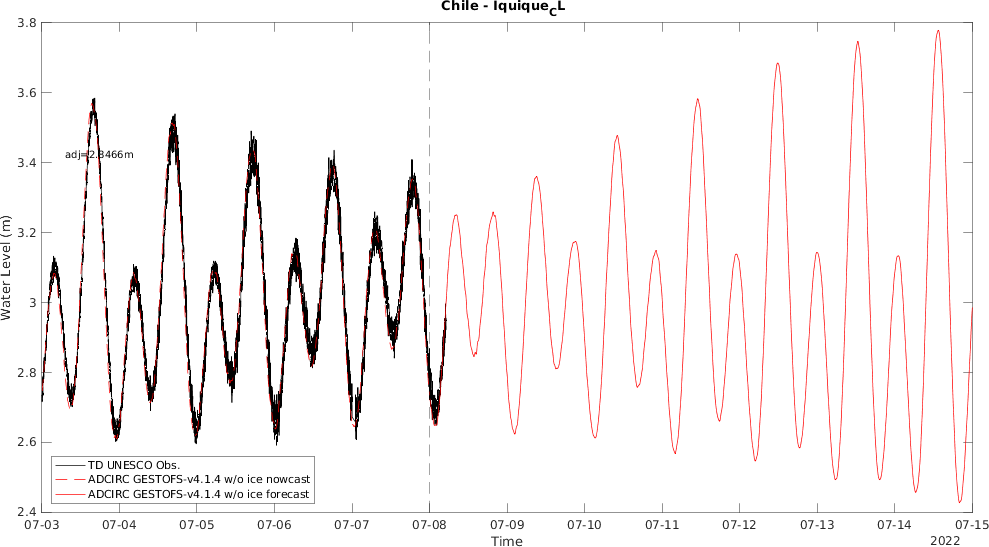 Chile - Iquique_CL
3.8
3.6
3.4
3.2
3
2.8
2.6
2.4
Water Level (m)
adj=2.8466m
TD UNESCO Obs.
ADCIRC GESTOFS-v4.1.4 w/o ice nowcast
ADCIRC GESTOFS-v4.1.4 w/o ice forecast
07-03 07-04 07-05 07-06 07-07 07-08 07-09 07-10 07-11 07-12 07-13 07-14 07-15
Time
2022